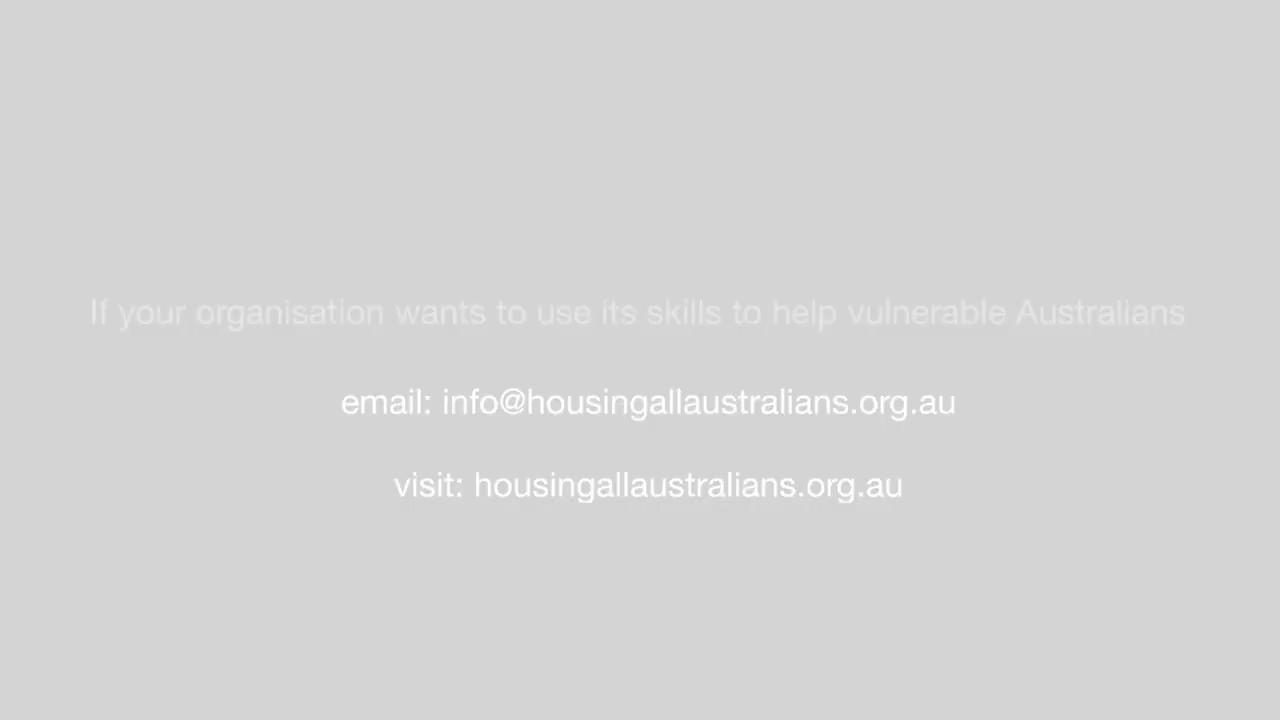 If your organisation wants to use its skills to help vulnerable Australians
email: info@housingallaustralians.org.au
visit: housingallaustralians.org.au